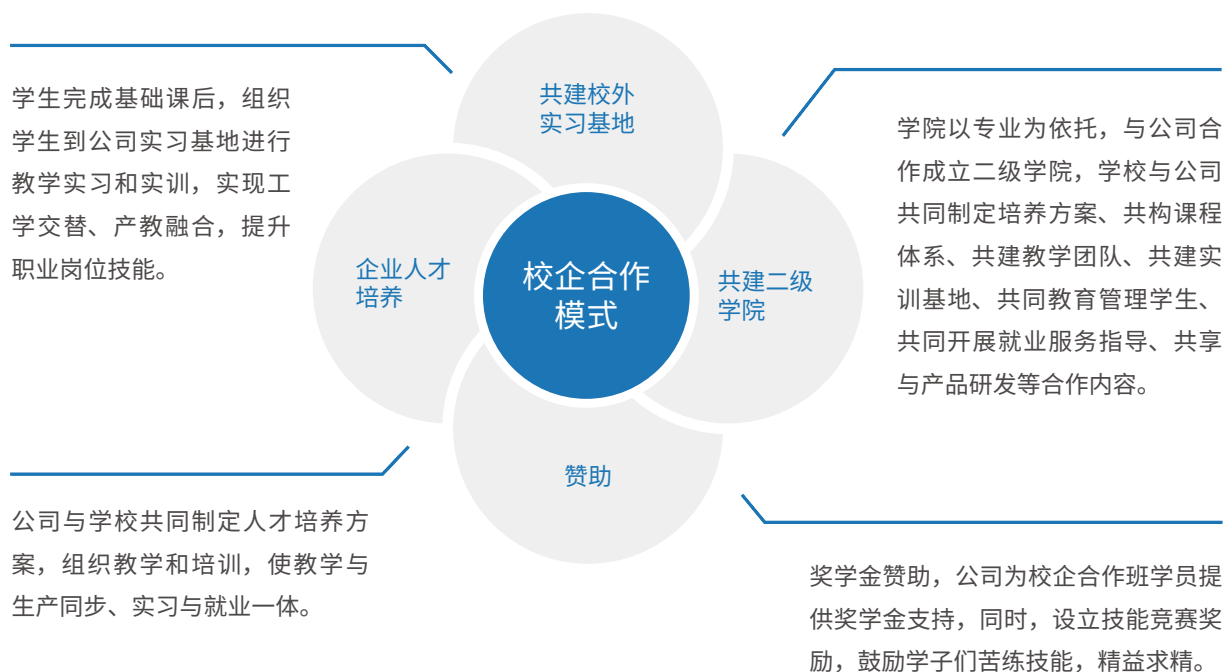 共建校外
实习基地
学生完成基础课后，组织
学生到公司实习基地进行
教学实习和实训，实现工
学交替、产教融合，提升
职业岗位技能。
学院以专业为依托，与公司合
作成立二级学院，学校与公司
共同制定培养方案、共构课程
体系、共建教学团队、共建实
训基地、共同教育管理学生、
共同开展就业服务指导、共享
与产品研发等合作内容。
企业人才
培养
校企合作
模式
共建二级
学院
赞助
公司与学校共同制定人才培养方
案，组织教学和培训，使教学与
生产同步、实习与就业一体。
奖学金赞助，公司为校企合作班学员提
供奖学金支持，同时，设立技能竞赛奖
励，鼓励学子们苦练技能，精益求精。